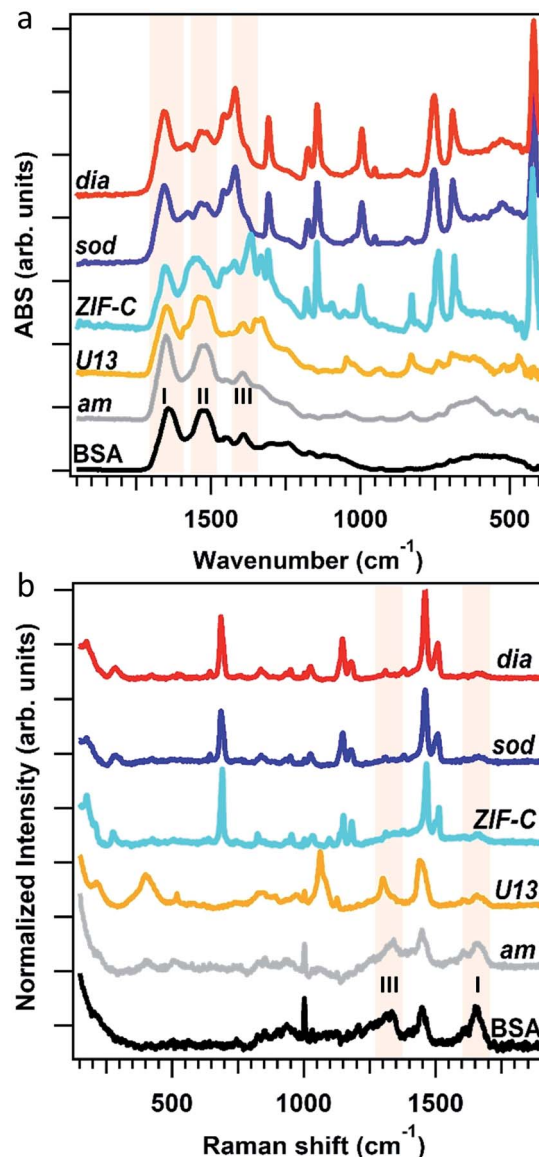 a
ABS (arb. units)
dia
sod
ZIF-C
U13
am
I II III
BSA
1500 1000 500
Wavenumber (cm-1)
b
Normalized Intensity (arb. units)
dia
sod
ZIF-C
U13
am
III I
BSA
500 1000 1500
Raman shift (cm-1)